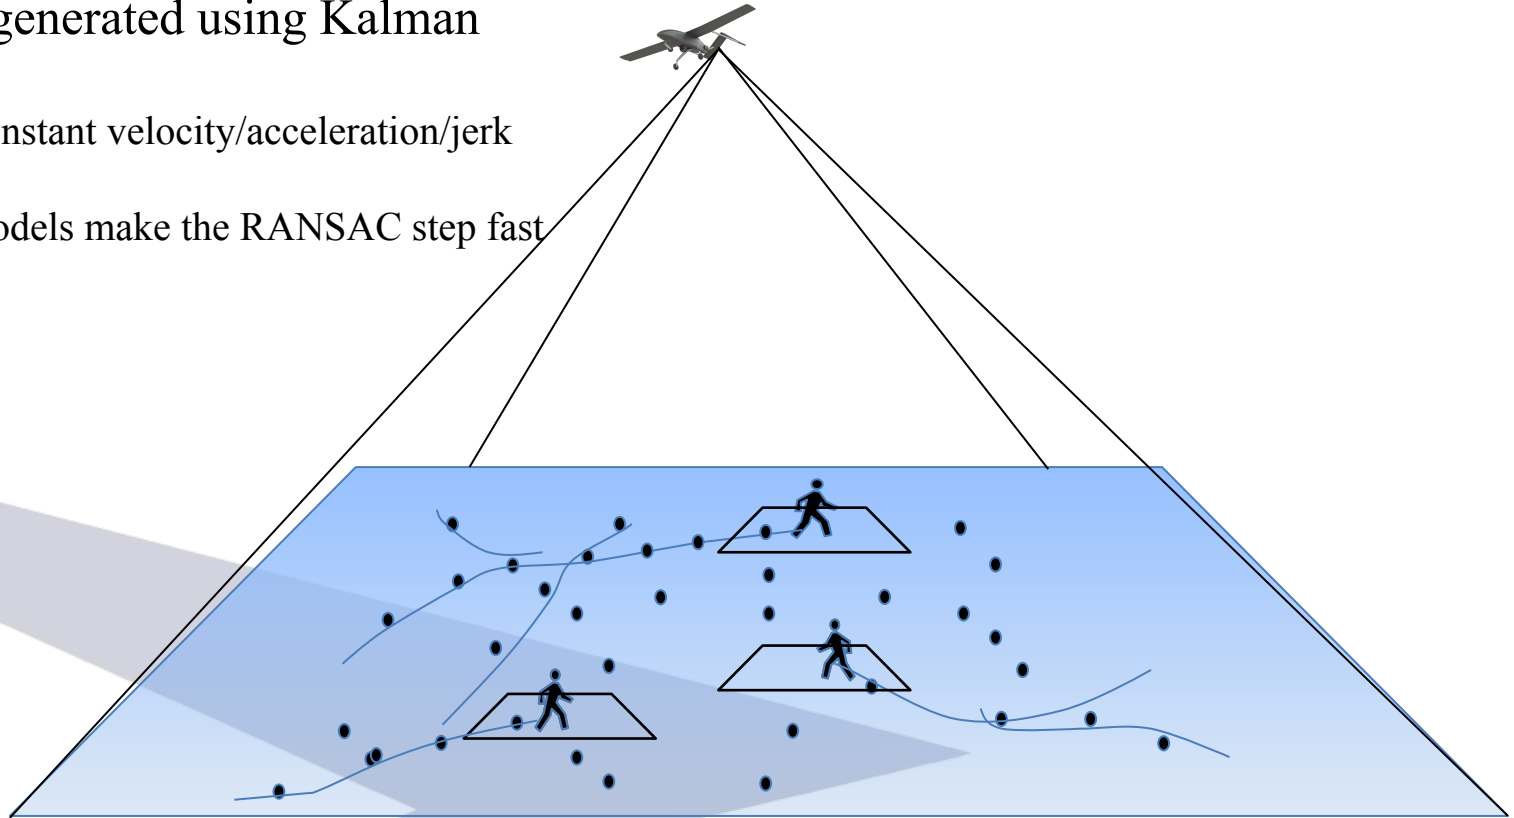 generated using Kalman
nstant velocity/acceleration/jerk
odels make the RANSAC step fast